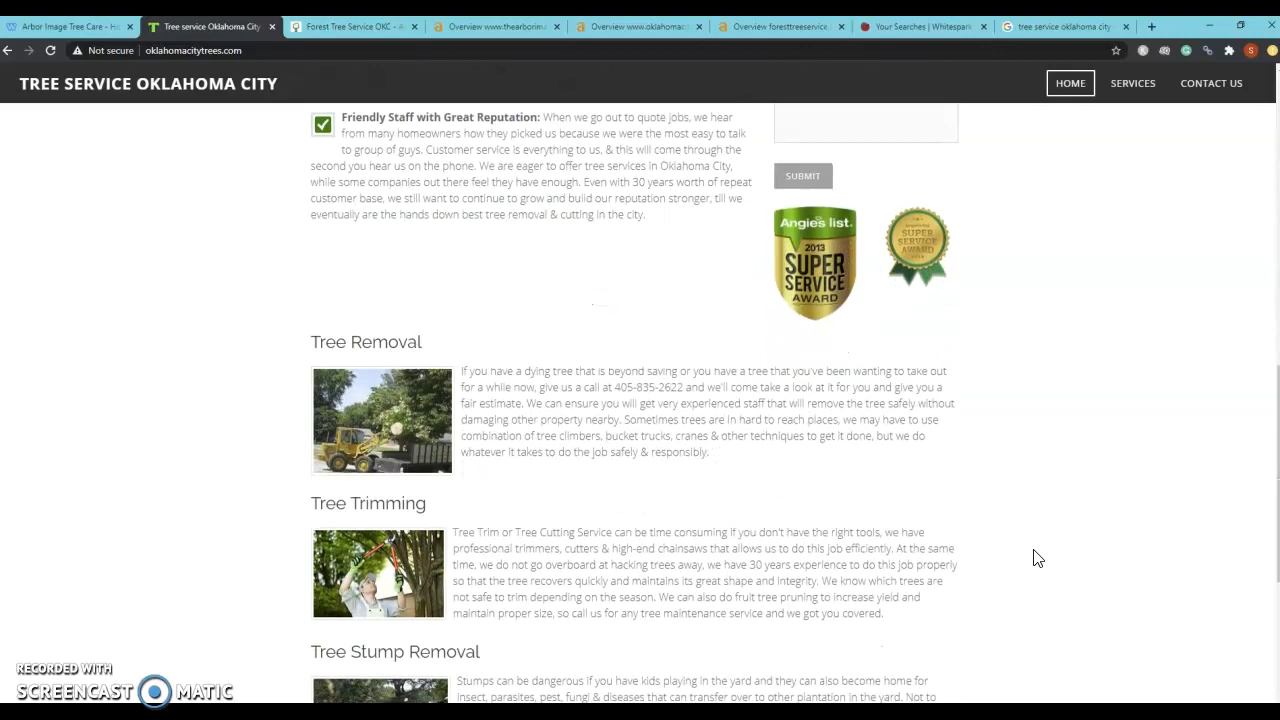 Arbor Image Tree Care - Ho
Tree service Oklahoma City
Forest Tree Service OKC - A
Overview www.thearborima
Overview www.oklahomac
Overview foresttreeservice.
Your Searches | Whitespark
tree service oklahoma city
Not secure | oklahomacitytrees.com
TREE SERVICE OKLAHOMA CITY
HOME
SERVICES
CONTACT US
Friendly Staff with Great Reputation: When we go out to quote jobs, we hear
from many homeowners how they picked us because we were the most easy to talk
to group of guys. Customer service is everything to us, & this will come through the
second you hear us on the phone. We are eager to offer tree services in Oklahoma City,
while some companies out there feel they have enough. Even with 30 years worth of repeat
customer base, we still want to continue to grow and build our reputation stronger, till we
eventually are the hands down best tree removal & cutting in the city.
SUBMIT
Angie's list.
2013
SUPER
SERVICE
AWARD
SUPER
SERVICE
AWARD
Tree Removal
If you have a dying tree that is beyond saving or you have a tree that you've been wanting to take out
for a while now, give us a call at 405-835-2622 and we'll come take a look at it for you and give you a
fair estimate. We can ensure you will get very experienced staff that will remove the tree safely without
damaging other property nearby. Sometimes trees are in hard to reach places, we may have to use
combination of tree climbers, bucket trucks, cranes & other techniques to get it done, but we do
whatever it takes to do the job safely & responsibly.
Tree Trimming
Tree Trim or Tree Cutting Service can be time consuming if you don't have the right tools, we have
professional trimmers, cutters & high-end chainsaws that allows us to do this job efficiently. At the same
time, we do not go overboard at hacking trees away, we have 30 years experience to do this job properly
so that the tree recovers quickly and maintains its great shape and integrity. We know which trees are
not safe to trim depending on the season. We can also do fruit tree pruning to increase yield and
maintain proper size, so call us for any tree maintenance service and we got you covered.
Tree Stump Removal
Stumps can be dangerous if you have kids playing in the yard and they can also become home for
insect, parasites, pest, fungi & diseases that can transfer over to other plantation in the yard. Not to
RECORDED WITH
SCREENCAST MATIC